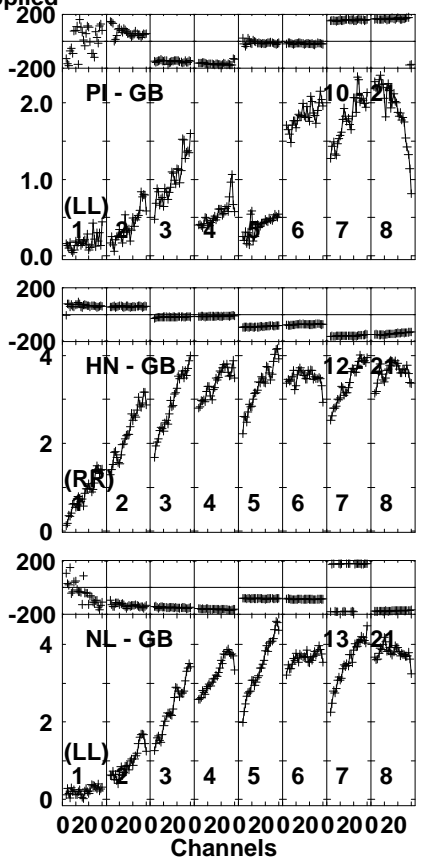 200
-200
PI - GB 10 - 21
2.0
1.0
(LL)
1 2 3 4 5 6 7 8
0.0
200
-200
4
HN - GB 12 - 21
2
(RR)
2 3 4 5 6 7 8
0
200
-200
NL - GB 13 - 21
4
2
(LL)
1 2 3 4 5 6 7 8
0
020020020020020020020020
Channels